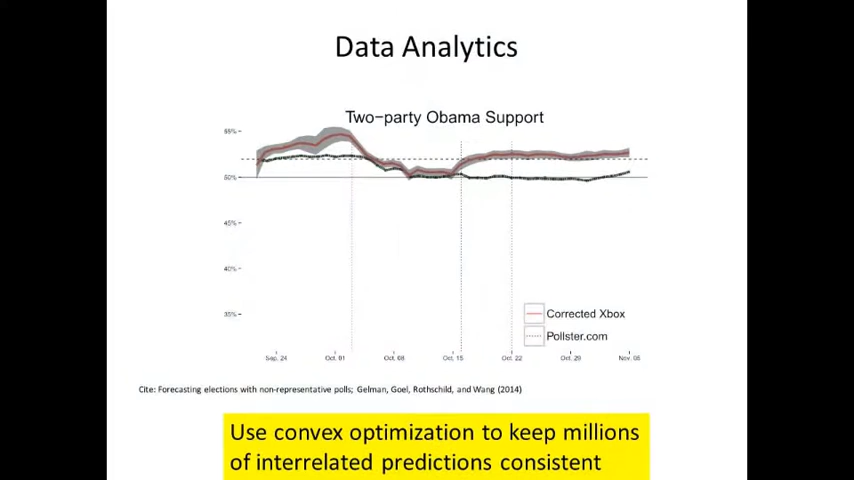 Data Analytics
Two-party Obama Support
55%
50%
45%
40%
35%
Corrected Xbox
Pollster.com
Sep. 24
Oct. 01
Oct. 08
Oct. 15
Oct. 22
Oct. 29
Nov. 05
Cite: Forecasting elections with non-representative polls; Gelman, Goel, Rothschild, and Wang (2014)
Use convex optimization to keep millions
of interrelated predictions consistent